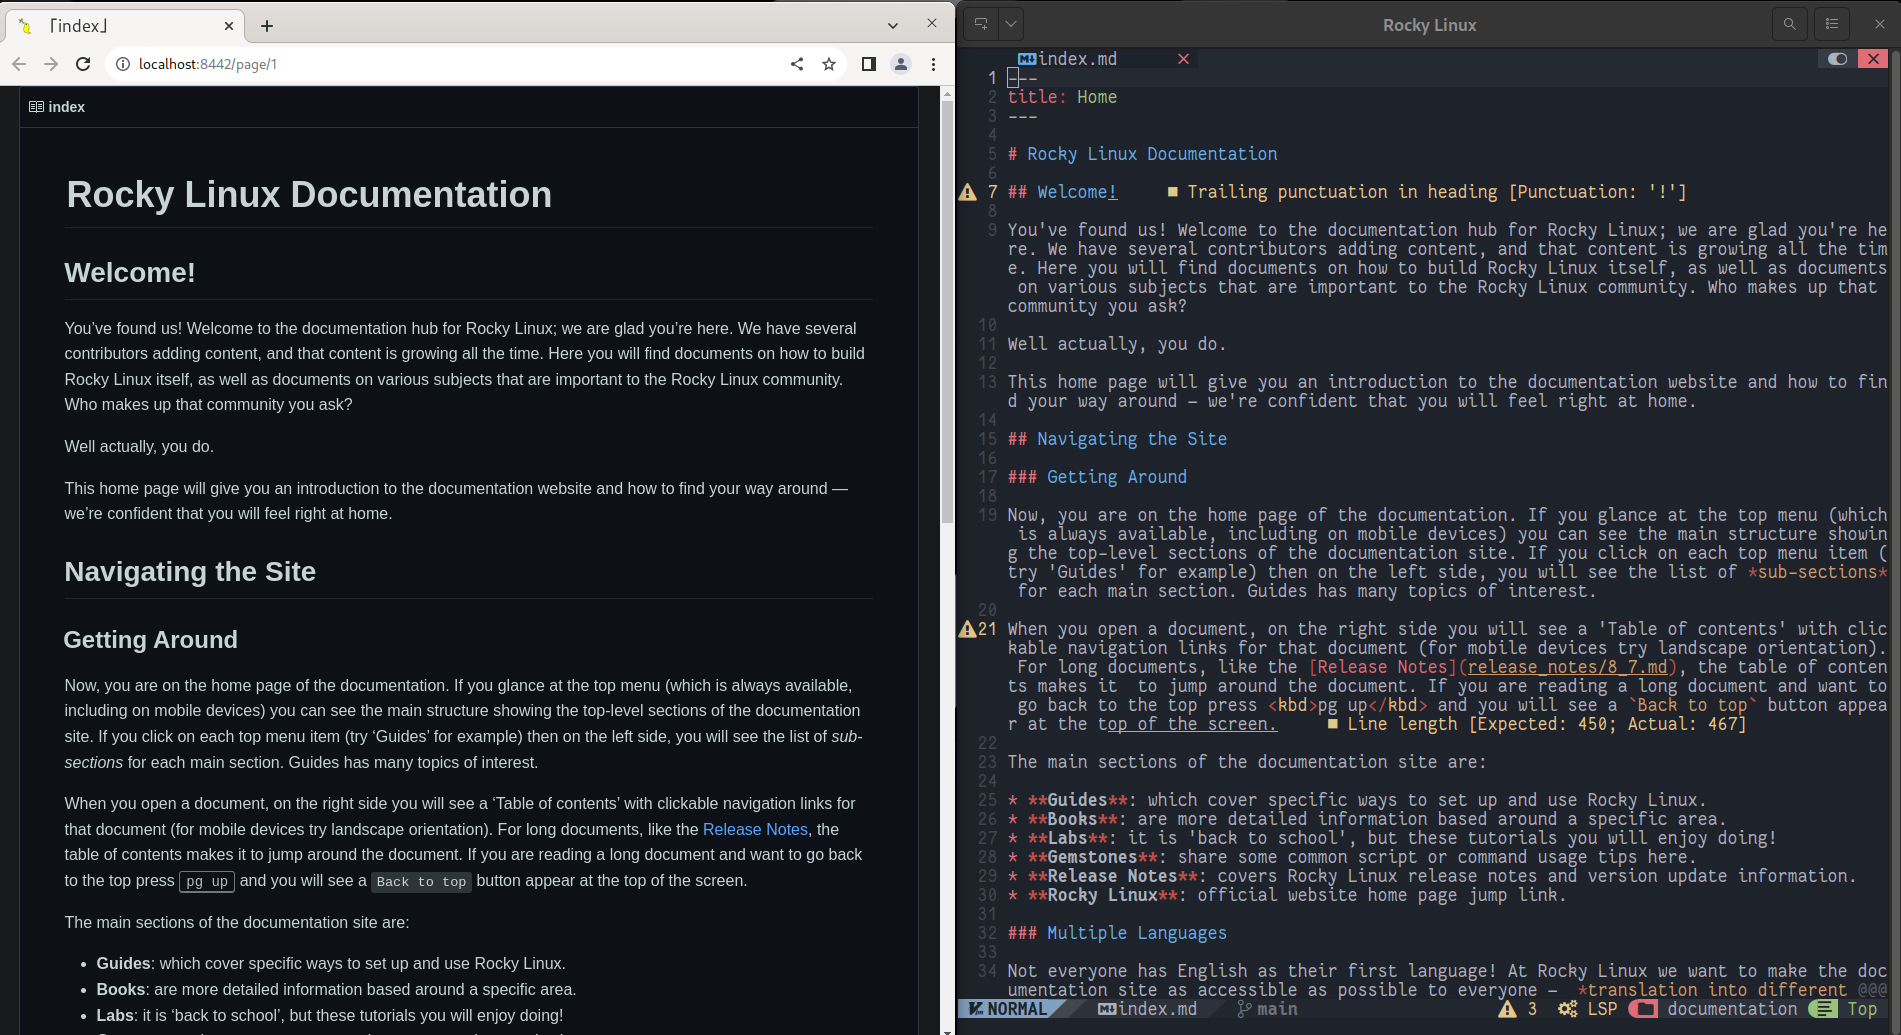 「index」
localhost:8442/page/1
index
Rocky Linux Documentation
Welcome!
You’ve found us! Welcome to the documentation hub for Rocky Linux; we are glad you’re here. We have several
contributors adding content, and that content is growing all the time. Here you will find documents on how to build
Rocky Linux itself, as well as documents on various subjects that are important to the Rocky Linux community.
Who makes up that community you ask?
Well actually, you do.
This home page will give you an introduction to the documentation website and how to find your way around —
we’re confident that you will feel right at home.
Navigating the Site
Getting Around
Now, you are on the home page of the documentation. If you glance at the top menu (which is always available,
including on mobile devices) you can see the main structure showing the top-level sections of the documentation
site. If you click on each top menu item (try ‘Guides’ for example) then on the left side, you will see the list of sub-
sections for each main section. Guides has many topics of interest.
When you open a document, on the right side you will see a ‘Table of contents’ with clickable navigation links for
that document (for mobile devices try landscape orientation). For long documents, like the Release Notes, the
table of contents makes it to jump around the document. If you are reading a long document and want to go back
to the top press pg up and you will see a Back to top button appear at the top of the screen.
The main sections of the documentation site are:
• Guides: which cover specific ways to set up and use Rocky Linux.
• Books: are more detailed information based around a specific area.
• Labs: it is ‘back to school’, but these tutorials you will enjoy doing!
Rocky Linux
index.md
1 ---
2 title: Home
3 ---
4
5 # Rocky Linux Documentation
6
7 ## Welcome! ■ Trailing punctuation in heading [Punctuation: '!']
8
9 You've found us! Welcome to the documentation hub for Rocky Linux; we are glad you're he
re. We have several contributors adding content, and that content is growing all the tim
e. Here you will find documents on how to build Rocky Linux itself, as well as documents
on various subjects that are important to the Rocky Linux community. Who makes up that
community you ask?
10
11 Well actually, you do.
12
13 This home page will give you an introduction to the documentation website and how to fin
d your way around — we're confident that you will feel right at home.
14
15 ## Navigating the Site
16
17 ### Getting Around
18
19 Now, you are on the home page of the documentation. If you glance at the top menu (which
is always available, including on mobile devices) you can see the main structure showin
g the top-level sections of the documentation site. If you click on each top menu item (
try 'Guides' for example) then on the left side, you will see the list of *sub-sections*
for each main section. Guides has many topics of interest.
20
21 When you open a document, on the right side you will see a 'Table of contents' with clic
kable navigation links for that document (for mobile devices try landscape orientation).
For long documents, like the [Release Notes](release_notes/8_7.md), the table of conten
ts makes it  to jump around the document. If you are reading a long document and want to
go back to the top press <kbd>pg up</kbd> and you will see a `Back to top` button appea
r at the top of the screen. ■ Line length [Expected: 450; Actual: 467]
22
23 The main sections of the documentation site are:
24
25 * **Guides**: which cover specific ways to set up and use Rocky Linux.
26 * **Books**: are more detailed information based around a specific area.
27 * **Labs**: it is 'back to school', but these tutorials you will enjoy doing!
28 * **Gemstones**: share some common script or command usage tips here.
29 * **Release Notes**: covers Rocky Linux release notes and version update information.
30 * **Rocky Linux**: official website home page jump link.
31
32 ### Multiple Languages
33
34 Not everyone has English as their first language! At Rocky Linux we want to make the doc
umentation site as accessible as possible to everyone —  *translation into different @@@
NORMAL index.md main 3 LSP documentation Top